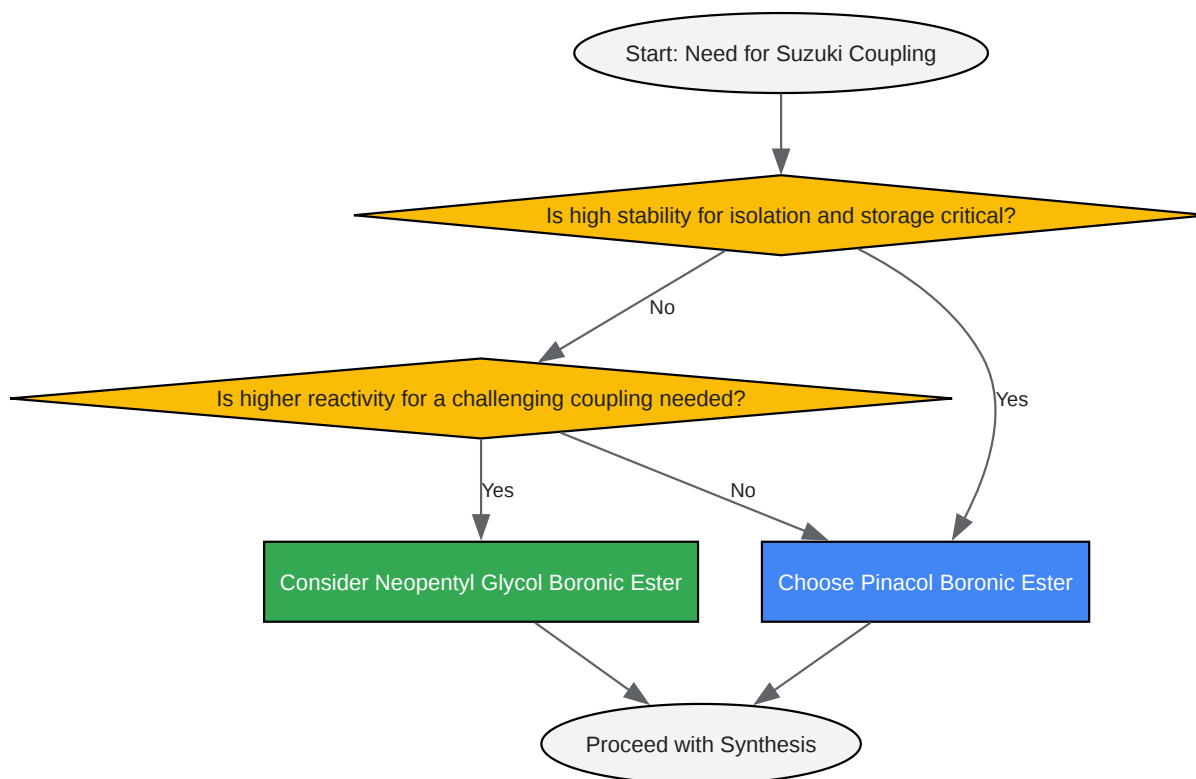 Start: Need for Suzuki Coupling
Is high stability for isolation and storage critical?
No
Is higher reactivity for a challenging coupling needed?
Yes
Yes
No
Consider Neopentyl Glycol Boronic Ester
Choose Pinacol Boronic Ester
Proceed with Synthesis